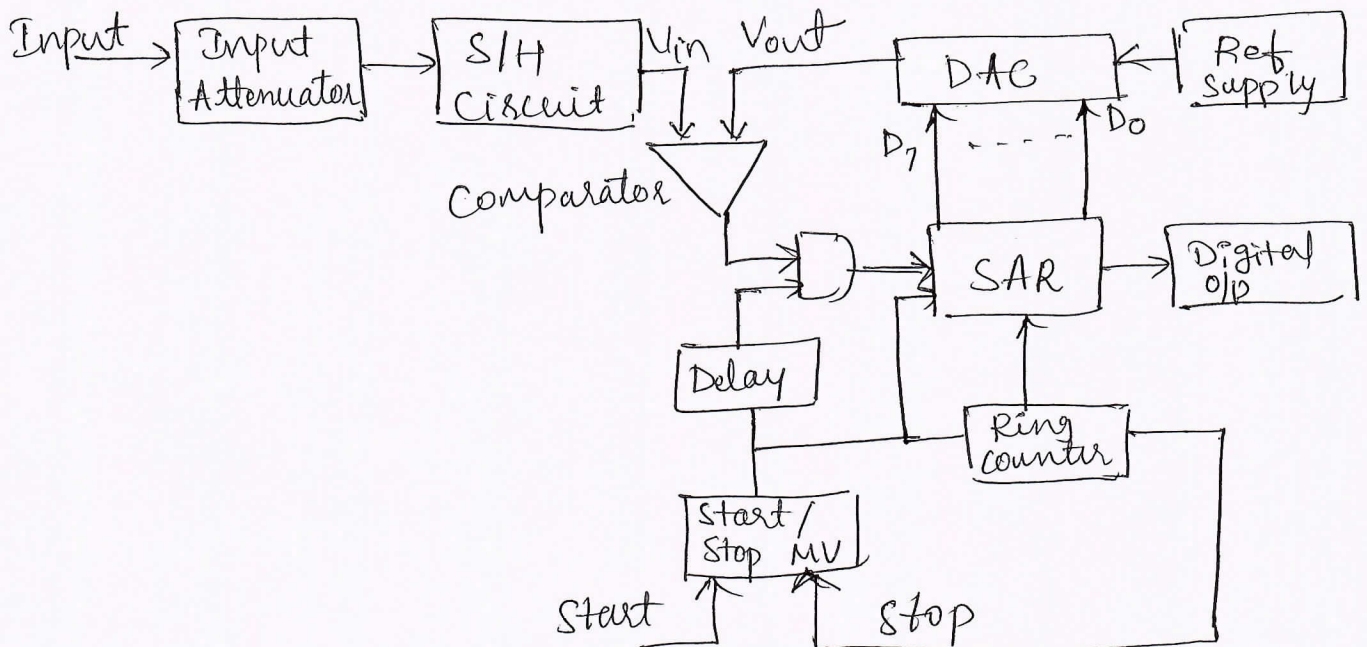 Input
Input
Attenuator
S/H
Circuit
Vin
Vout
DAC
Ref
Supply
D7
D0
Comparator
SAR
Digital
O/P
Delay
Ring
Counter
Start/
Stop MV
Start
Stop